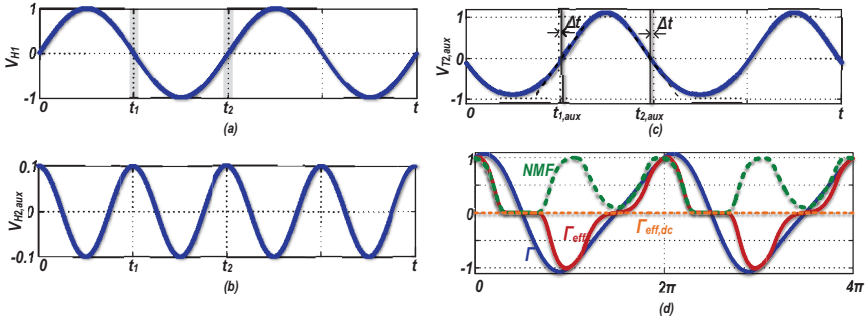 1
0
-1
V_H1
0
t_1
t_2
t
(a)
1
0
-1
V_T2,aux
Δt
Δt
0
t_1,aux
t_2,aux
t
(c)
0.1
0
-0.1
V_H2,aux
0
t_1
t_2
t
(b)
1
0
-1
NMF
Γ
Γ_eff
Γ_eff,dc
0
2π
4π
(d)